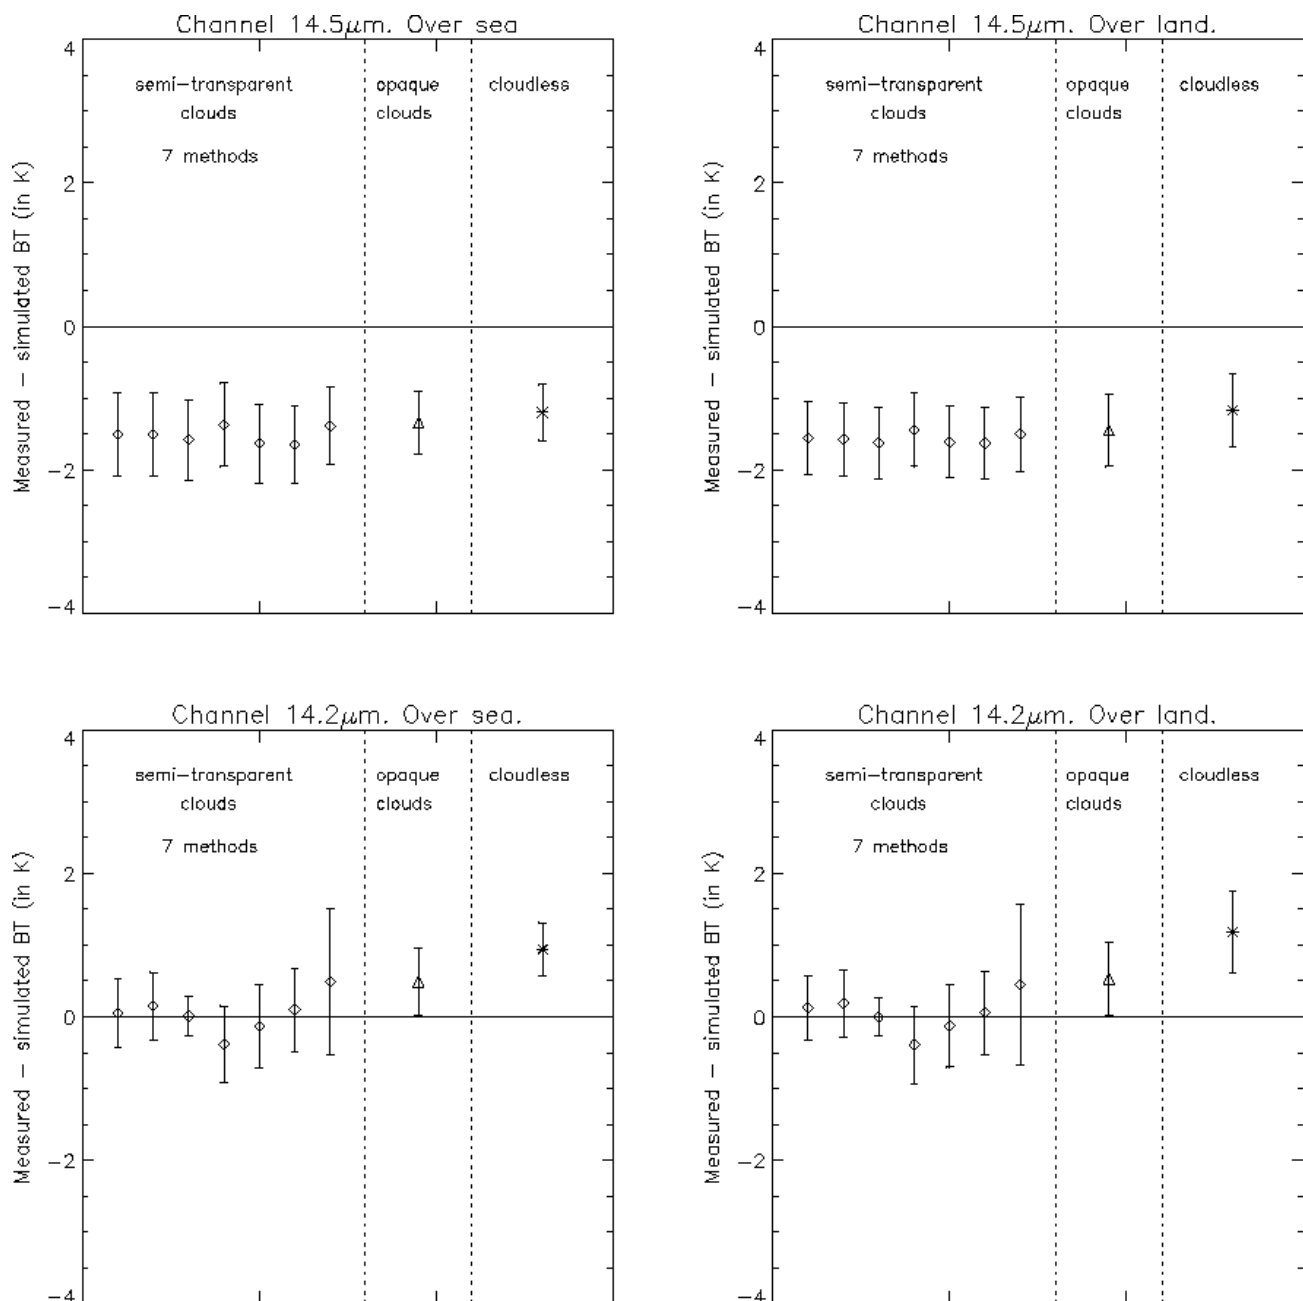 Channel 14.5μm. Over sea
4
semi-transparent
clouds
opaque
clouds
cloudless
7 methods
2
0
−2
−4
Measured − simulated BT (in K)
Channel 14.5μm. Over land.
4
semi-transparent
clouds
opaque
clouds
cloudless
7 methods
2
0
−2
−4
Measured − simulated BT (in K)
Channel 14.2μm. Over sea.
4
semi-transparent
clouds
opaque
clouds
cloudless
7 methods
2
0
−2
−4
Measured − simulated BT (in K)
Channel 14.2μm. Over land.
4
semi-transparent
clouds
opaque
clouds
cloudless
7 methods
2
0
−2
−4
Measured − simulated BT (in K)